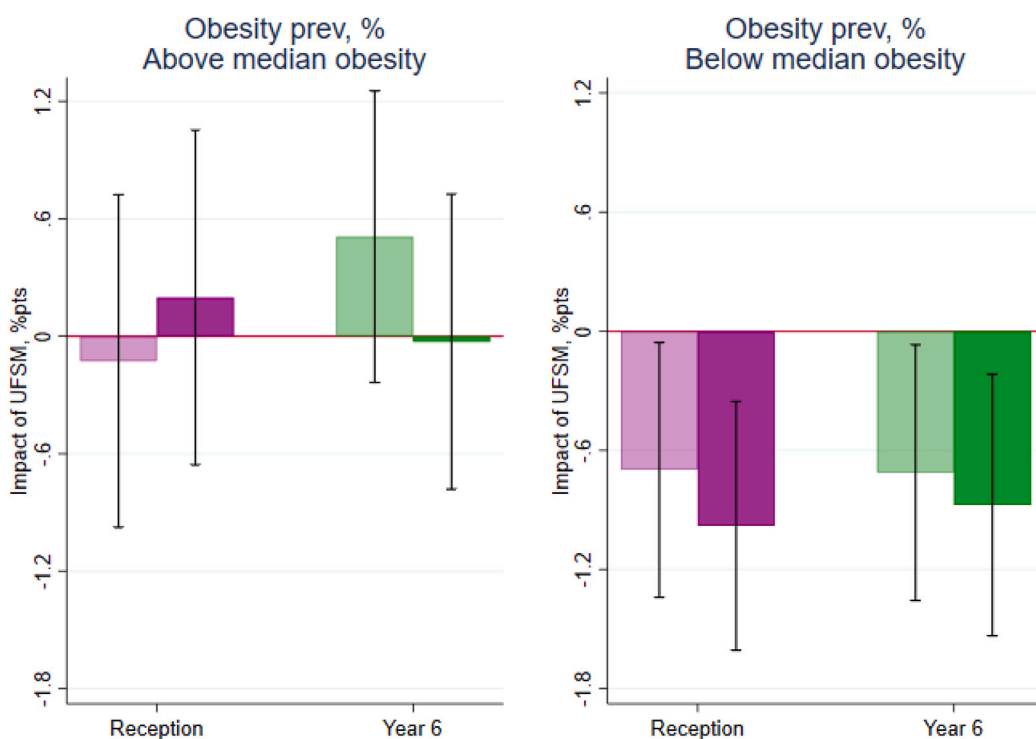 Obesity prev, %
Above median obesity
Impact of UFSM, %pts
1.2
.6
0
-.6
-1.2
-1.8
Reception
Year 6
Obesity prev, %
Below median obesity
Impact of UFSM, %pts
1.2
.6
0
-.6
-1.2
-1.8
Reception
Year 6